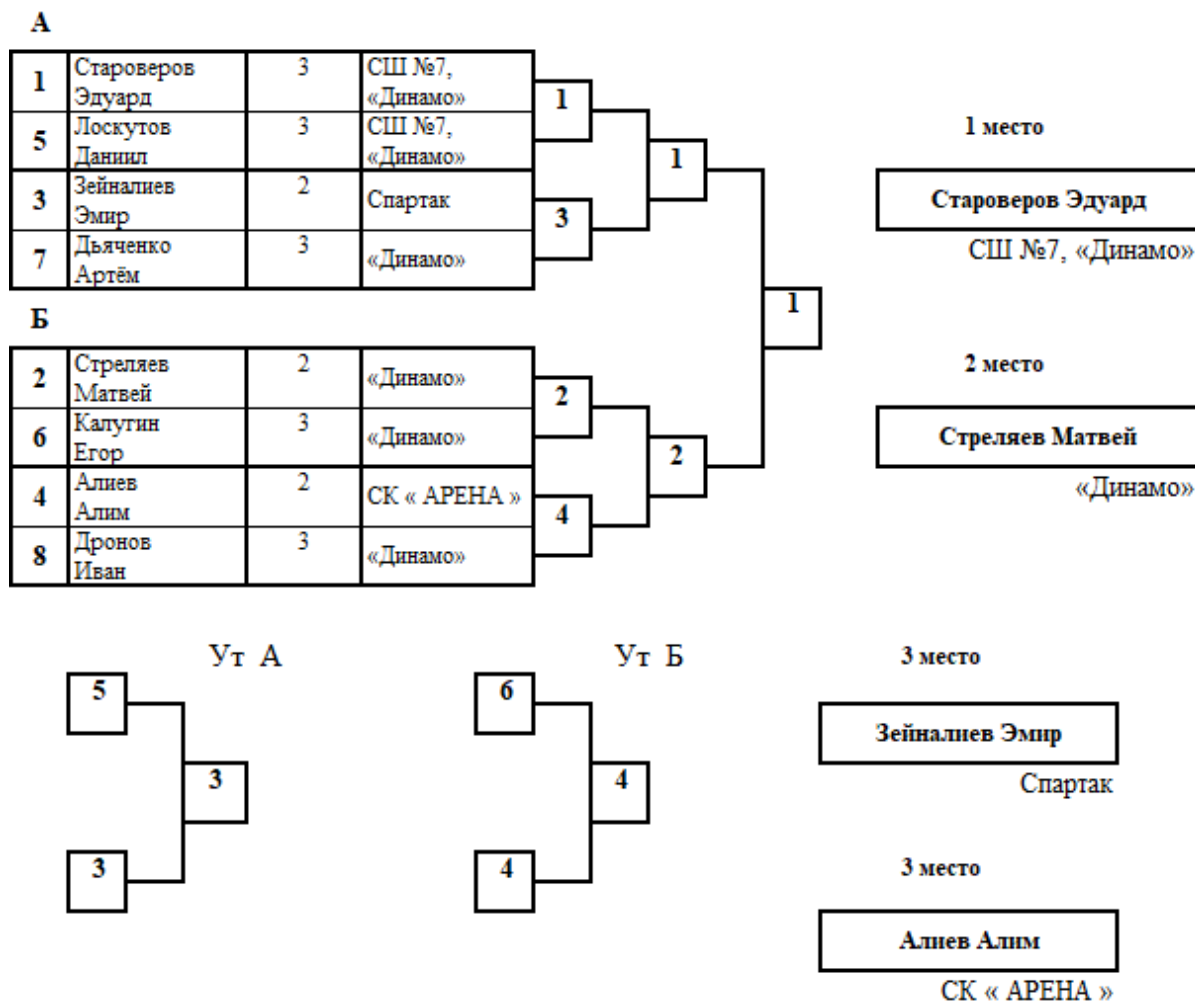 А
1 Староверов 3 СШ №7,
Эдуард «Динамо»
5 Лоскутов 3 СШ №7,
Даниил «Динамо»
3 Зейналиев 2 Спартак
Эмир
7 Дьяченко 3 «Динамо»
Артём
1
3
1
1
1 место
Староверов Эдуард
СШ №7, «Динамо»
Б
2 Стреляев 2 «Динамо»
Матвей
6 Калугин 3 «Динамо»
Егор
4 Алиев 2 СК « АРЕНА »
Алим
8 Дронов 3 «Динамо»
Иван
2
4
2
2 место
Стреляев Матвей
«Динамо»
Ут А
5
3
3
Ут Б
6
4
4
3 место
Зейналиев Эмир
Спартак
3 место
Алиев Алим
СК « АРЕНА »